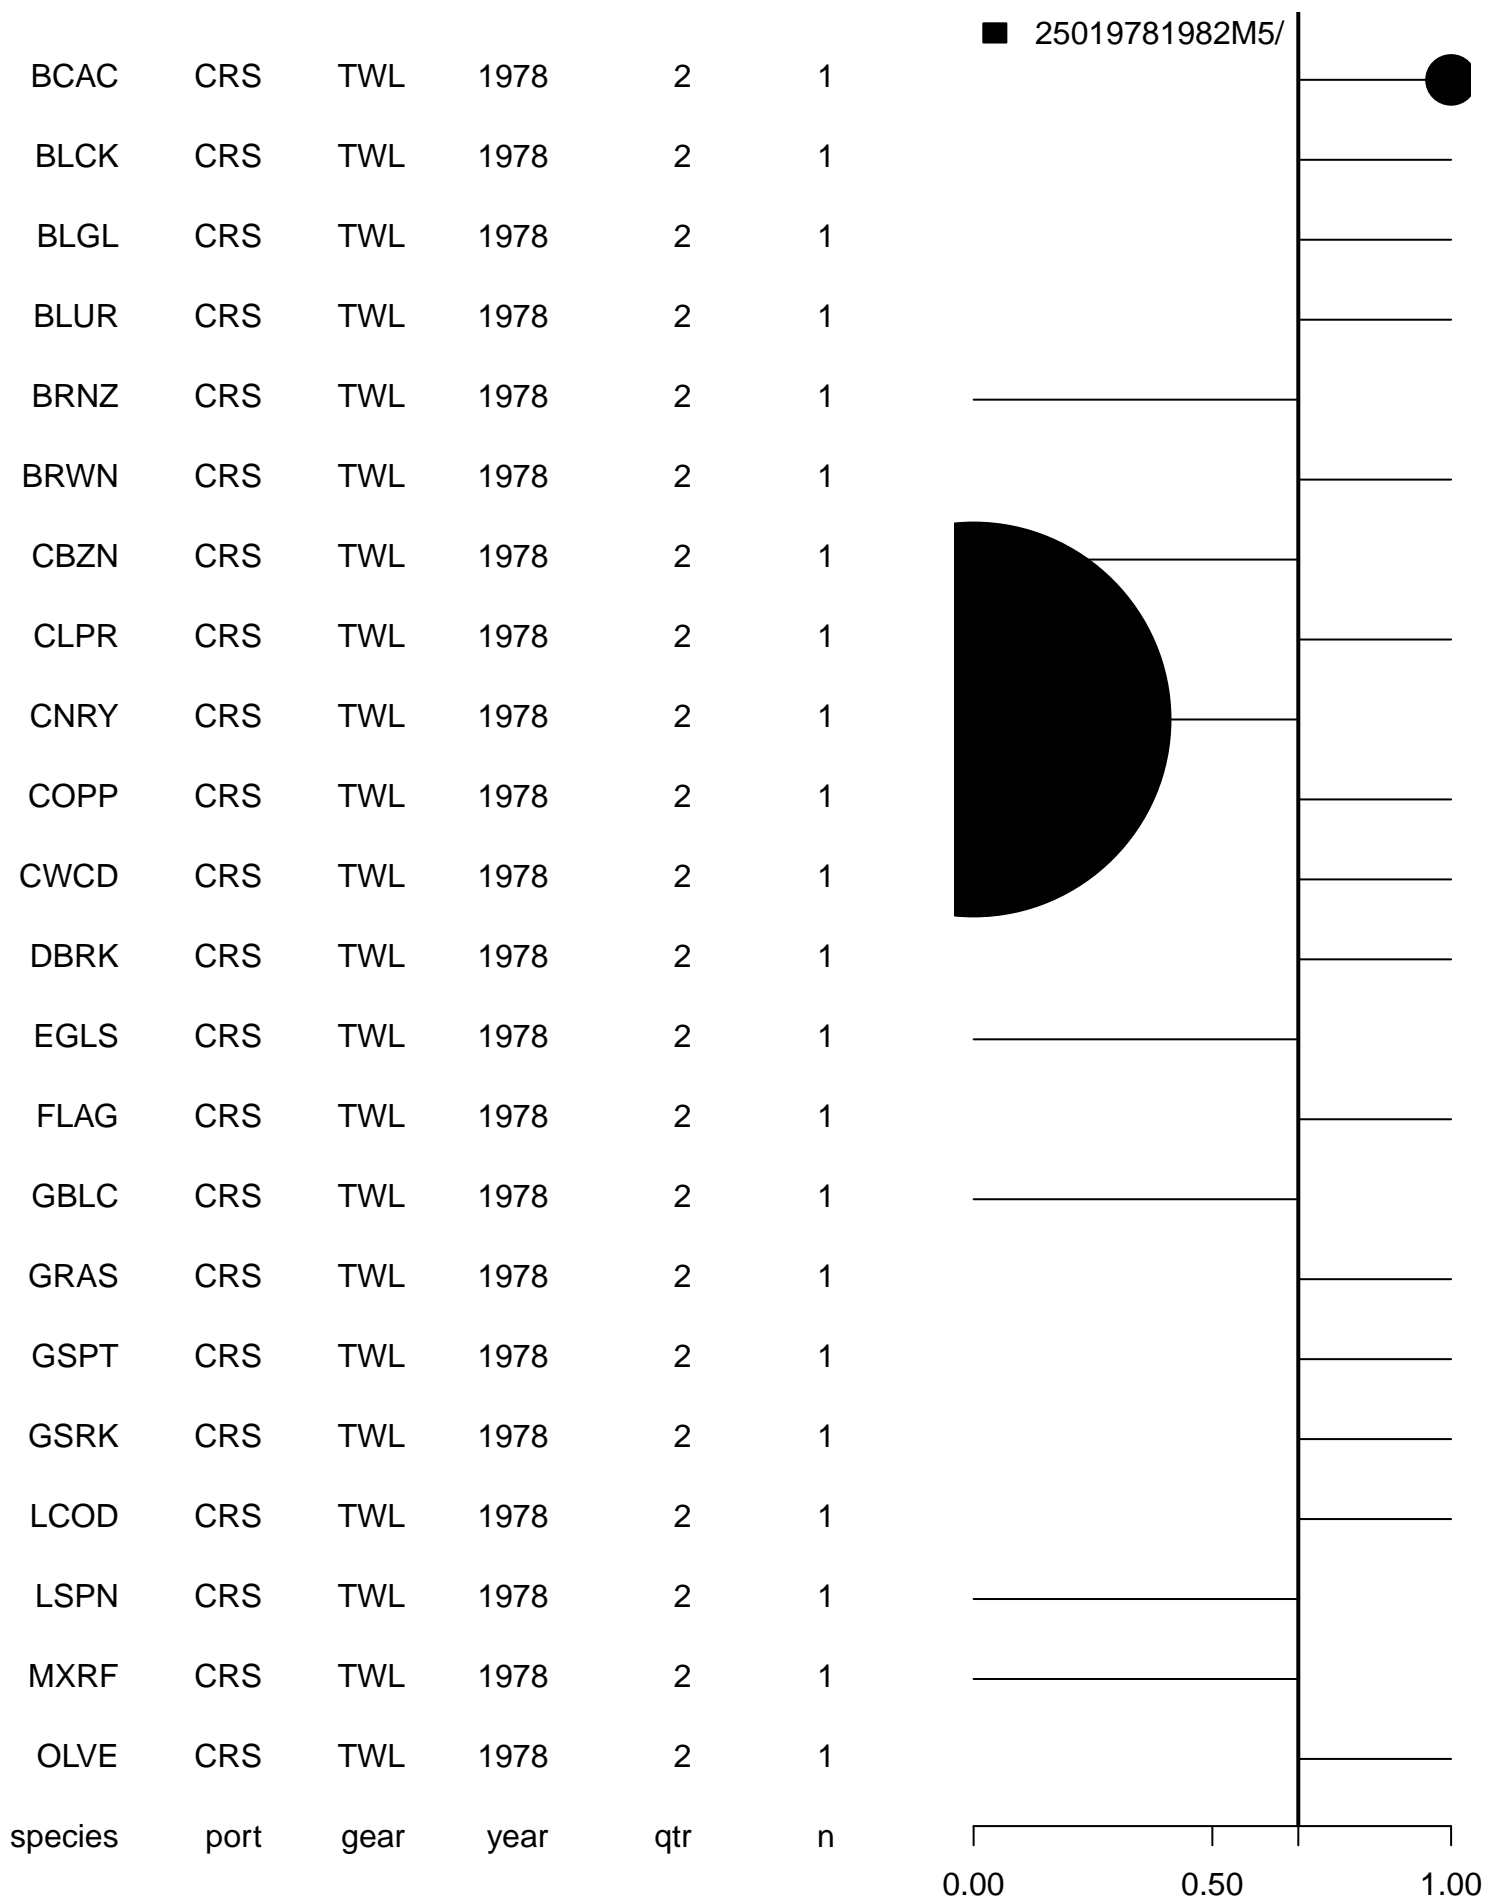 25019781982M5/
BCAC CRS TWL 1978 2 1
BLCK CRS TWL 1978 2 1
BLGL CRS TWL 1978 2 1
BLUR CRS TWL 1978 2 1
BRNZ CRS TWL 1978 2 1
BRWN CRS TWL 1978 2 1
CBZN CRS TWL 1978 2 1
CLPR CRS TWL 1978 2 1
CNRY CRS TWL 1978 2 1
COPP CRS TWL 1978 2 1
CWCD CRS TWL 1978 2 1
DBRK CRS TWL 1978 2 1
EGLS CRS TWL 1978 2 1
FLAG CRS TWL 1978 2 1
GBLC CRS TWL 1978 2 1
GRAS CRS TWL 1978 2 1
GSPT CRS TWL 1978 2 1
GSRK CRS TWL 1978 2 1
LCOD CRS TWL 1978 2 1
LSPN CRS TWL 1978 2 1
MXRF CRS TWL 1978 2 1
OLVE CRS TWL 1978 2 1
species port gear year qtr n
0.00 0.50 1.00